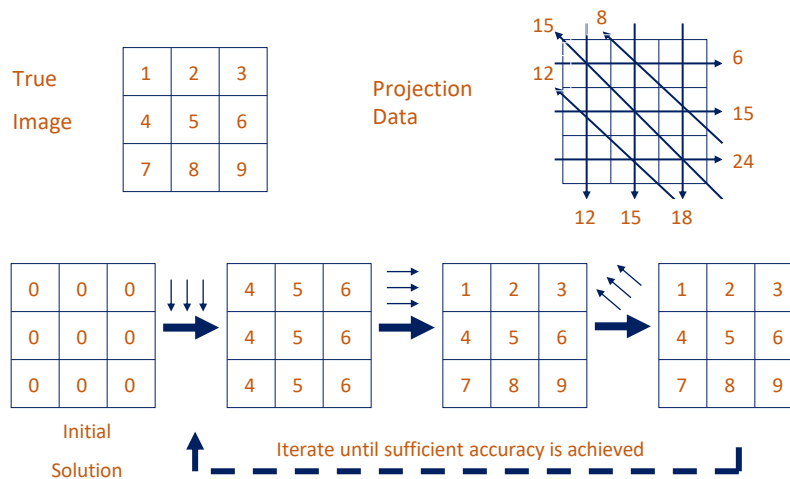 True
Image
1 2 3
4 5 6
7 8 9
Projection
Data
15 8
12
6
15
24
12 15 18
0 0 0
0 0 0
0 0 0
4 5 6
4 5 6
4 5 6
1 2 3
4 5 6
7 8 9
1 2 3
4 5 6
7 8 9
Initial
Solution
Iterate until sufficient accuracy is achieved